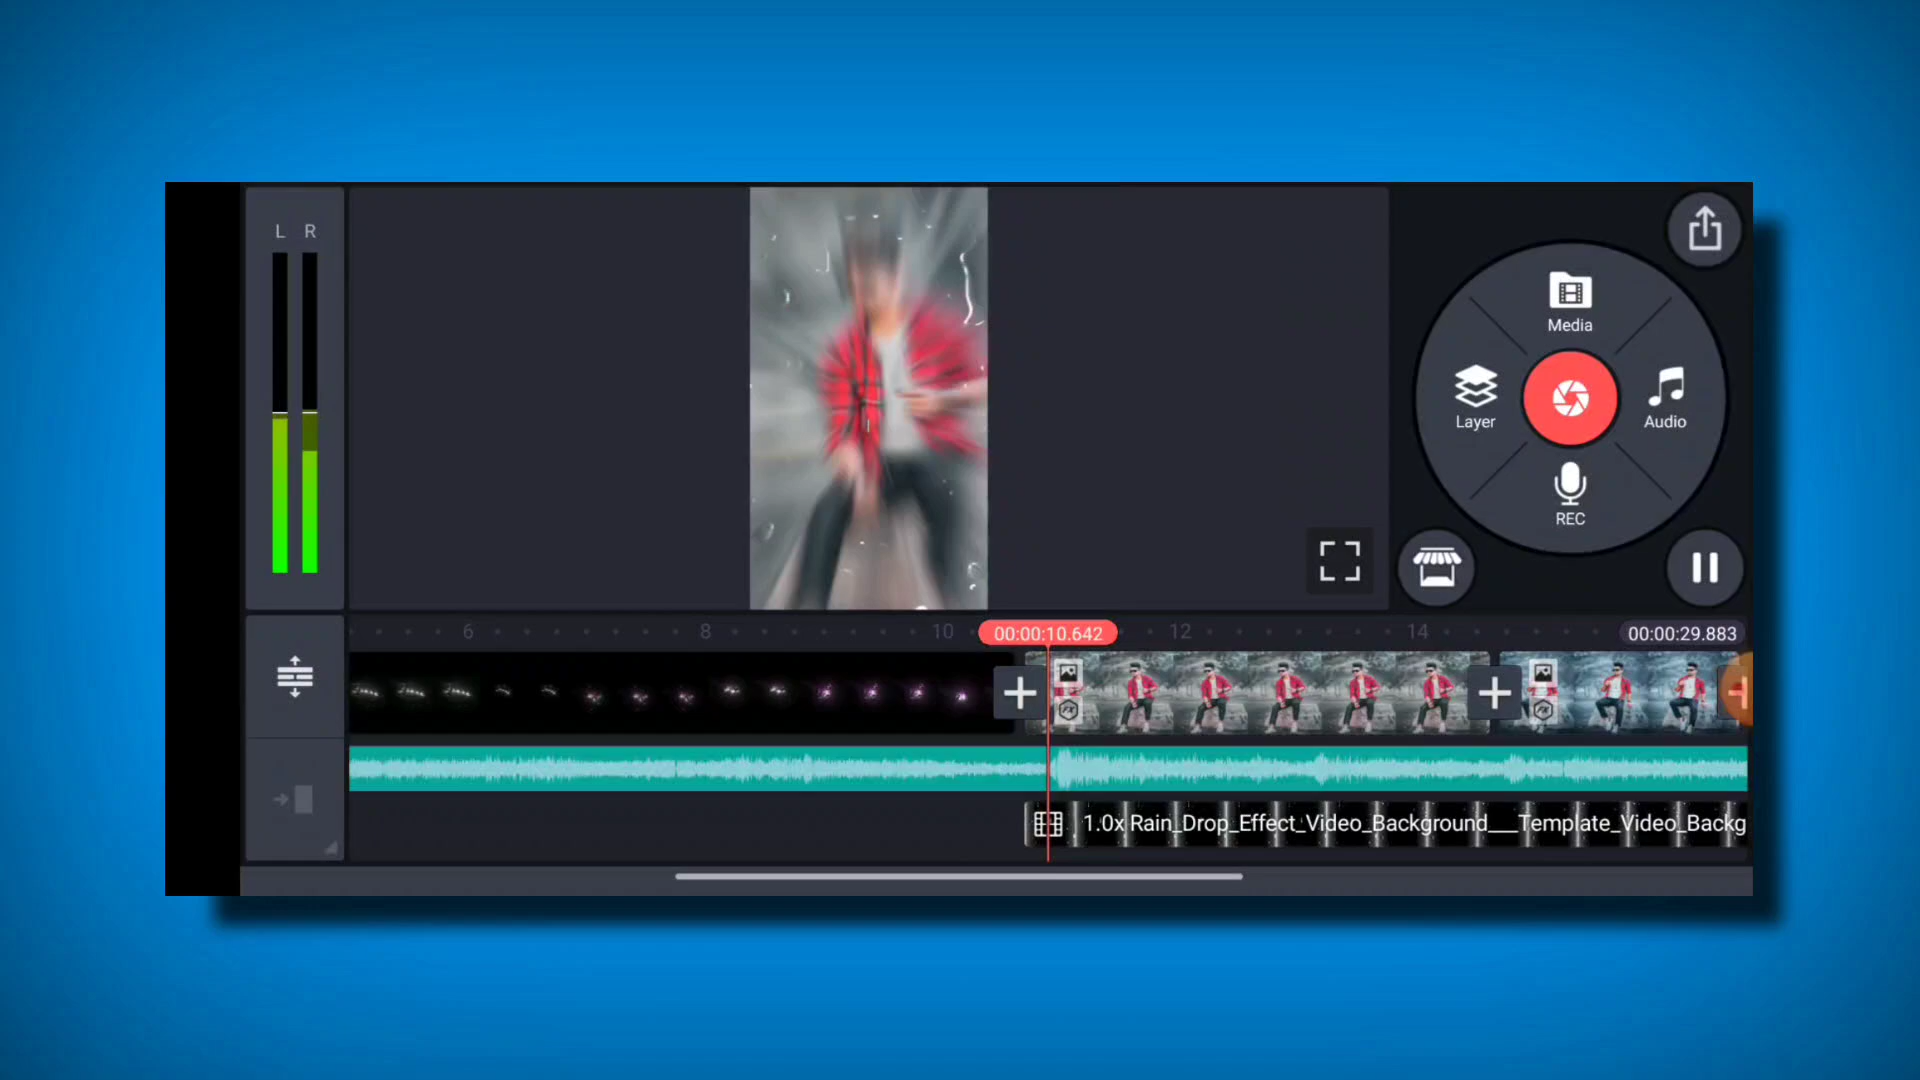 L R
Media
Layer
Audio
REC
6 8 10 00:00:10.642 12 14 00:00:29.883
1.0x Rain_Drop_Effect_Video_Background___Template_Video_Backg